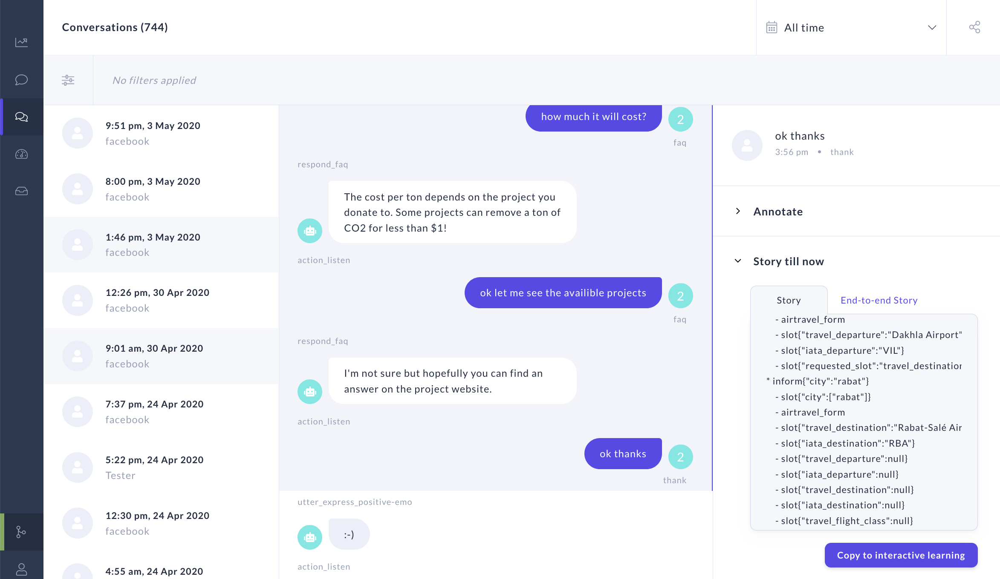 Conversations (744)
All time
No filters applied
9:51 pm, 3 May 2020
facebook
8:00 pm, 3 May 2020
facebook
1:46 pm, 3 May 2020
facebook
12:26 pm, 30 Apr 2020
facebook
9:01 am, 30 Apr 2020
facebook
7:37 pm, 24 Apr 2020
facebook
5:22 pm, 24 Apr 2020
Tester
12:30 pm, 24 Apr 2020
facebook
4:55 am, 24 Apr 2020
how much it will cost?
2
faq
respond_faq
The cost per ton depends on the project you
donate to. Some projects can remove a ton of
CO2 for less than $1!
action_listen
ok let me see the availible projects
2
faq
respond_faq
I'm not sure but hopefully you can find an
answer on the project website.
action_listen
ok thanks
2
thank
utter_express_positive-emo
:-)
action_listen
ok thanks
3:56 pm • thank
Annotate
Story till now
Story
End-to-end Story
- airtravel_form
- slot{"travel_departure":"Dakhla Airport"
- slot{"iata_departure":"VIL"}
- slot{"requested_slot":"travel_destination
* inform{"city":"rabat"}
- slot{"city":["rabat"]}
- airtravel_form
- slot{"travel_destination":"Rabat-Salé Air
- slot{"iata_destination":"RBA"}
- slot{"travel_departure":null}
- slot{"iata_departure":null}
- slot{"travel_destination":null}
- slot{"iata_destination":null}
- slot{"travel_flight_class":null}
Copy to interactive learning